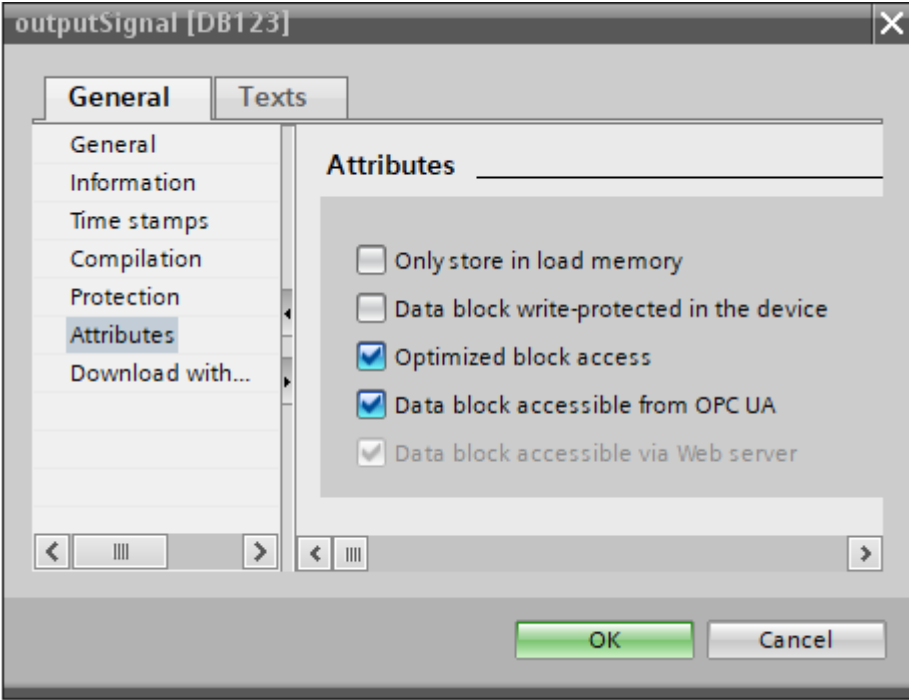 outputSignal [DB123]
General
Texts
General
Information
Time stamps
Compilation
Protection
Attributes
Download with...
Attributes
Only store in load memory
Data block write-protected in the device
Optimized block access
Data block accessible from OPC UA
Data block accessible via Web server
OK
Cancel